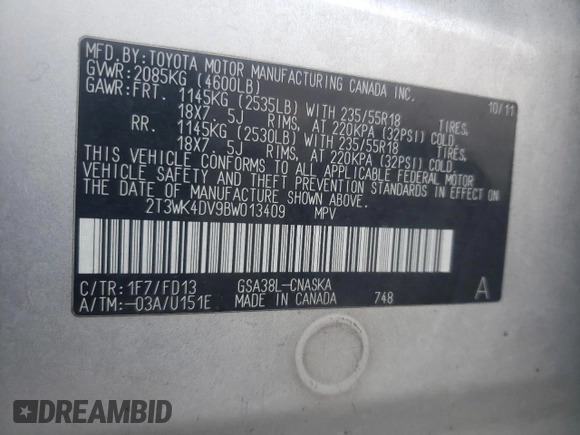 MFD. BY: TOYOTA MOTOR MANUFACTURING CANADA INC.
GVWR: 2085KG (4600LB) 10/11
GAWR: FRT. 1145KG (2535LB) WITH 235/55R18 TIRES,
18X7. 5J RIMS, AT 220KPA (32PSI) COLD.
RR. 1145KG (2530LB) WITH 235/55R18 TIRES,
18X7. 5J RIMS, AT 220KPA (32PSI) COLD.
THIS VEHICLE CONFORMS TO ALL APPLICABLE FEDERAL MOTOR
VEHICLE SAFETY AND THEFT PREVENTION STANDARDS IN EFFECT ON
THE DATE OF MANUFACTURE SHOWN ABOVE.
2T3WK4DV9BW013409 MPV
C/TR: 1F7/FD13 GSA38L-CNASKA
A/TM: -03A/U151E MADE IN CANADA 748 A
DREAMBID